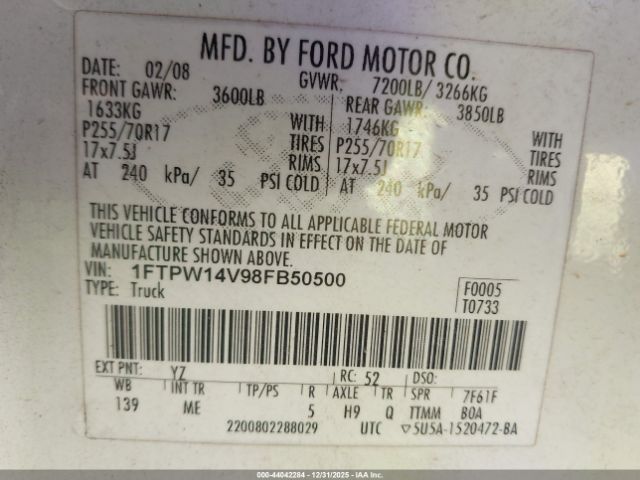 MFD. BY FORD MOTOR CO.
DATE: 02/08 GVWR: 7200LB/ 3266KG
FRONT GAWR: 3600LB REAR GAWR: 3850LB
1633KG WITH 1746KG WITH
P255/70R17 TIRES P255/70R17 TIRES
17x7.5J RIMS 17x7.5J RIMS
AT 240 kPa/ 35 PSI COLD AT 240 kPa/ 35 PSI COLD
THIS VEHICLE CONFORMS TO ALL APPLICABLE FEDERAL MOTOR
VEHICLE SAFETY STANDARDS IN EFFECT ON THE DATE OF
MANUFACTURE SHOWN ABOVE.
VIN: 1FTPW14V98FB50500 F0005
TYPE: Truck T0733
EXT PNT: YZ RC: 52 DSO:
WB INT TR TP/PS R AXLE TR SPR 7F61F
139 ME 5 H9 Q TTMM BOA
2200802288029 UTC ▽5U5A-1520472-BA
000-44042284 - 12/31/2025 - IAAI.COM